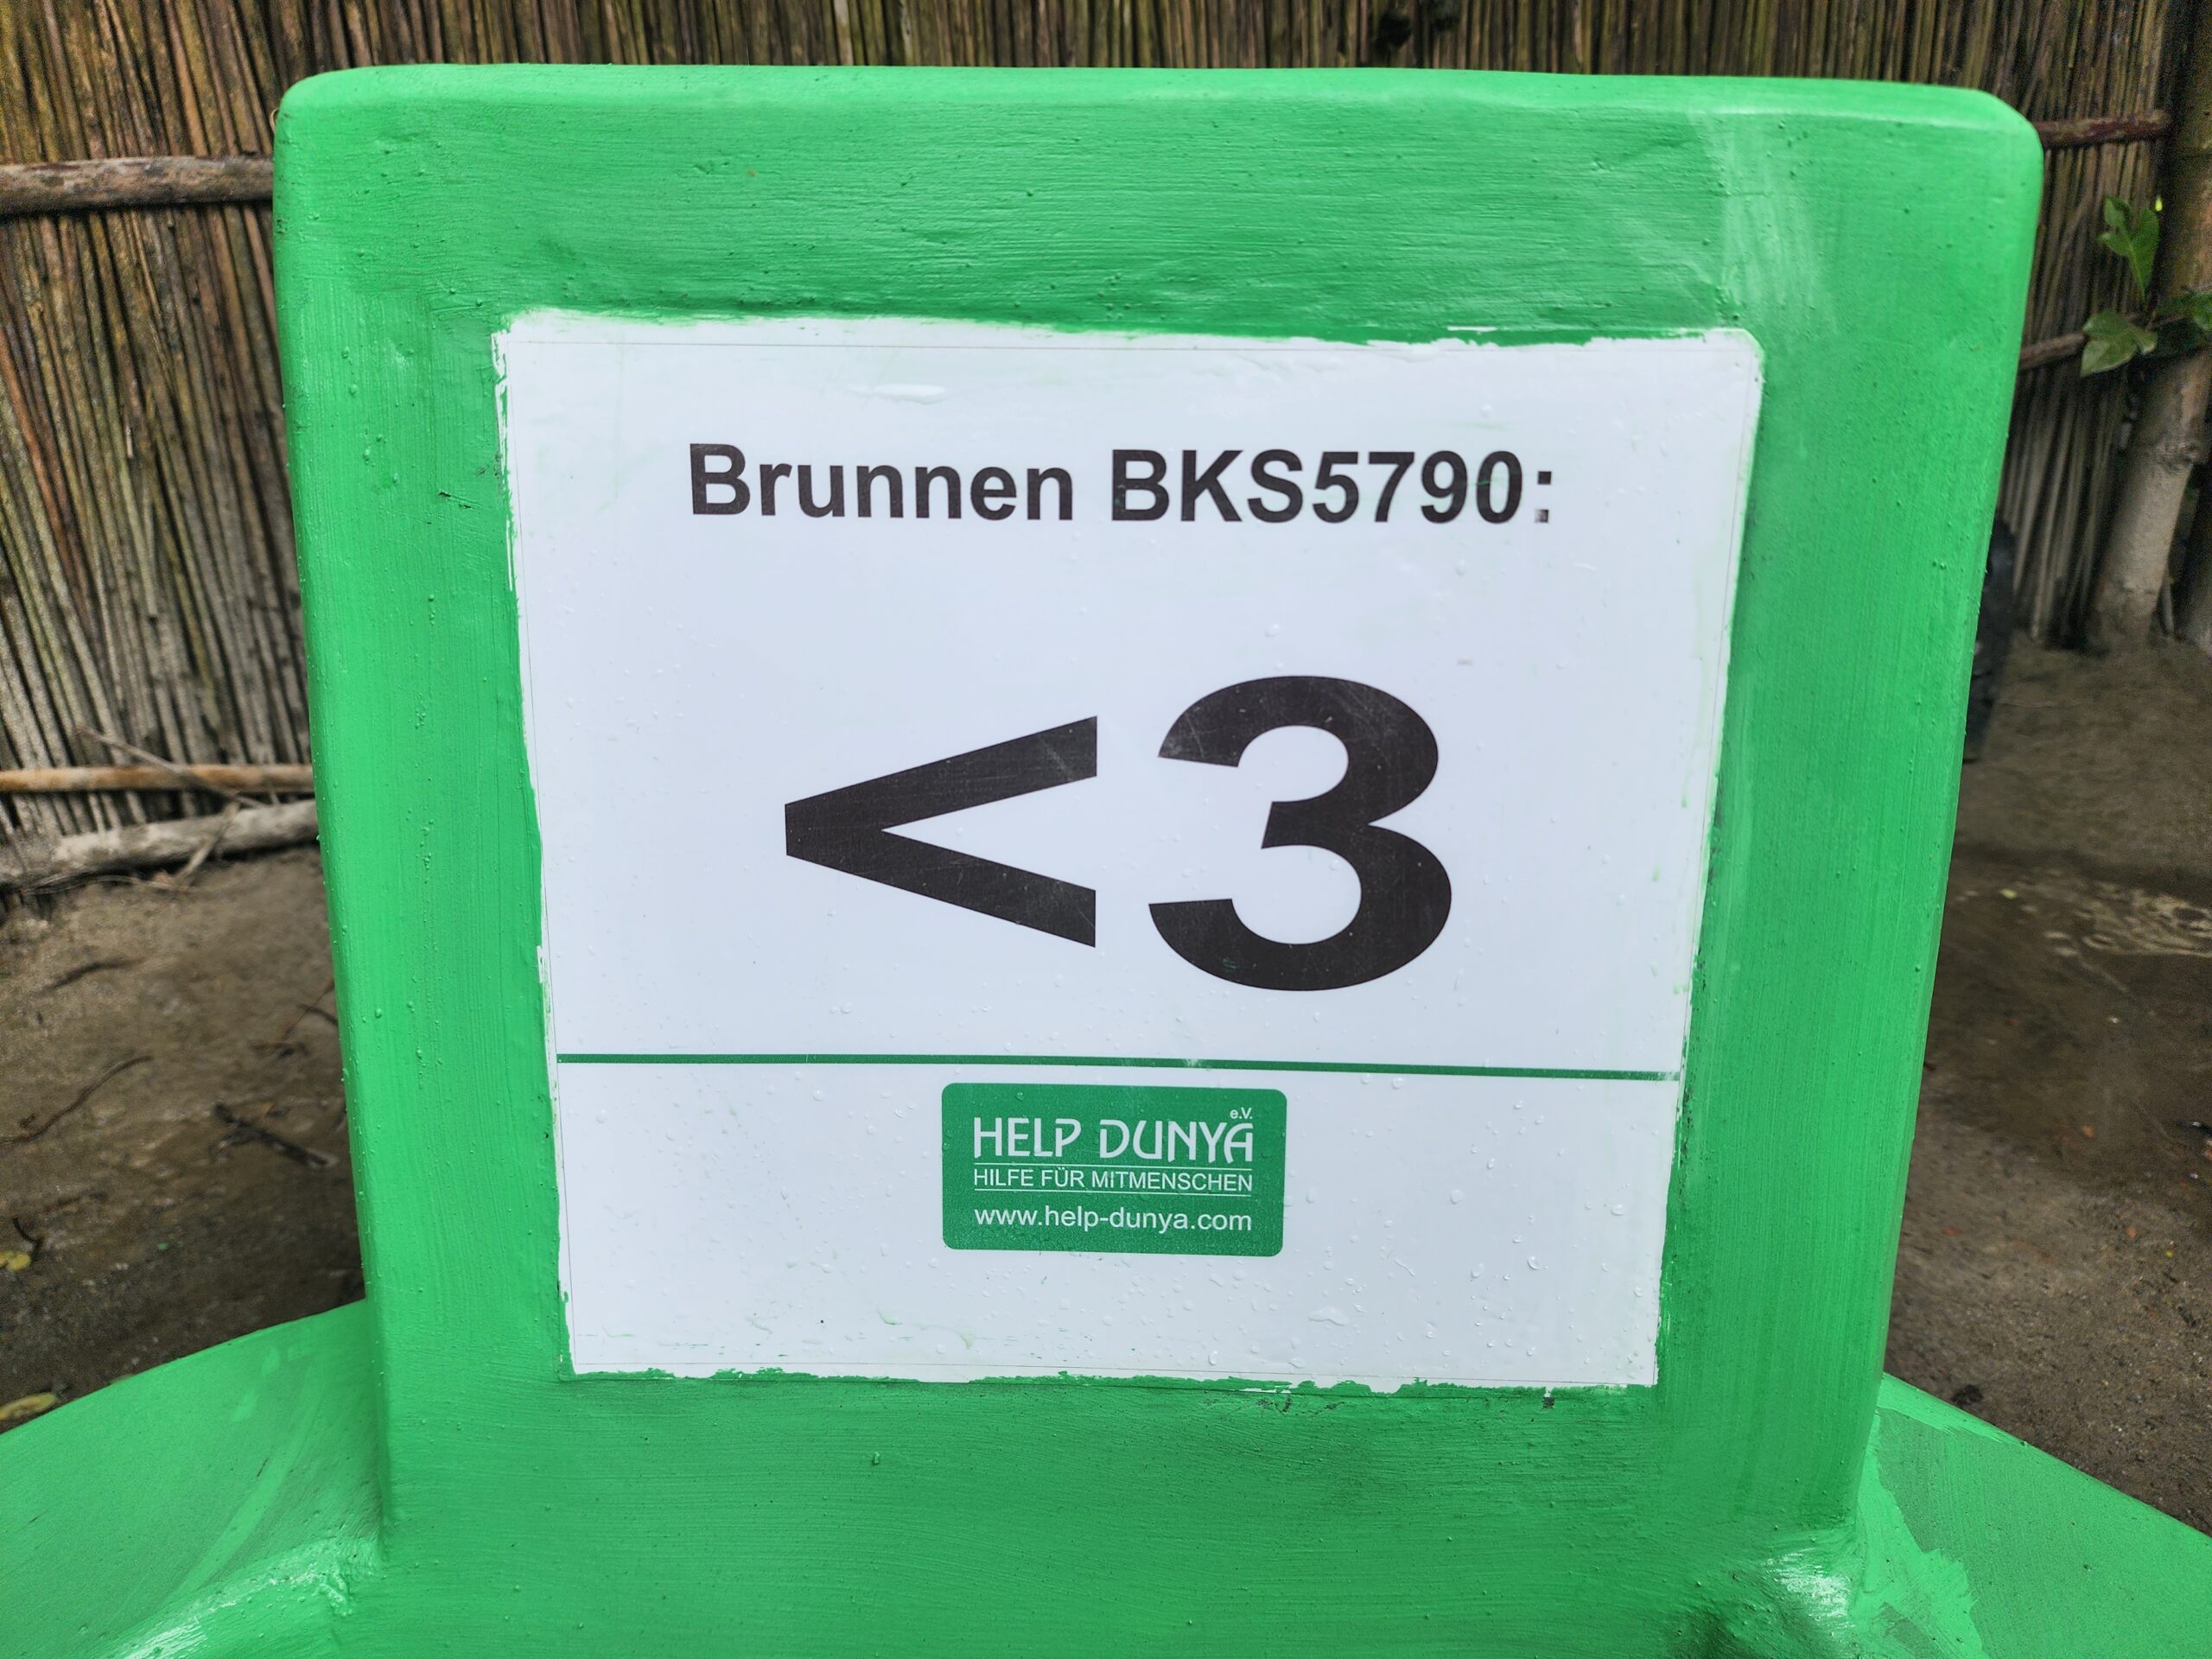 Brunnen BKS5790:
<3
HELP DUNYA e.V.
HILFE FÜR MITMENSCHEN
www.help-dunya.com